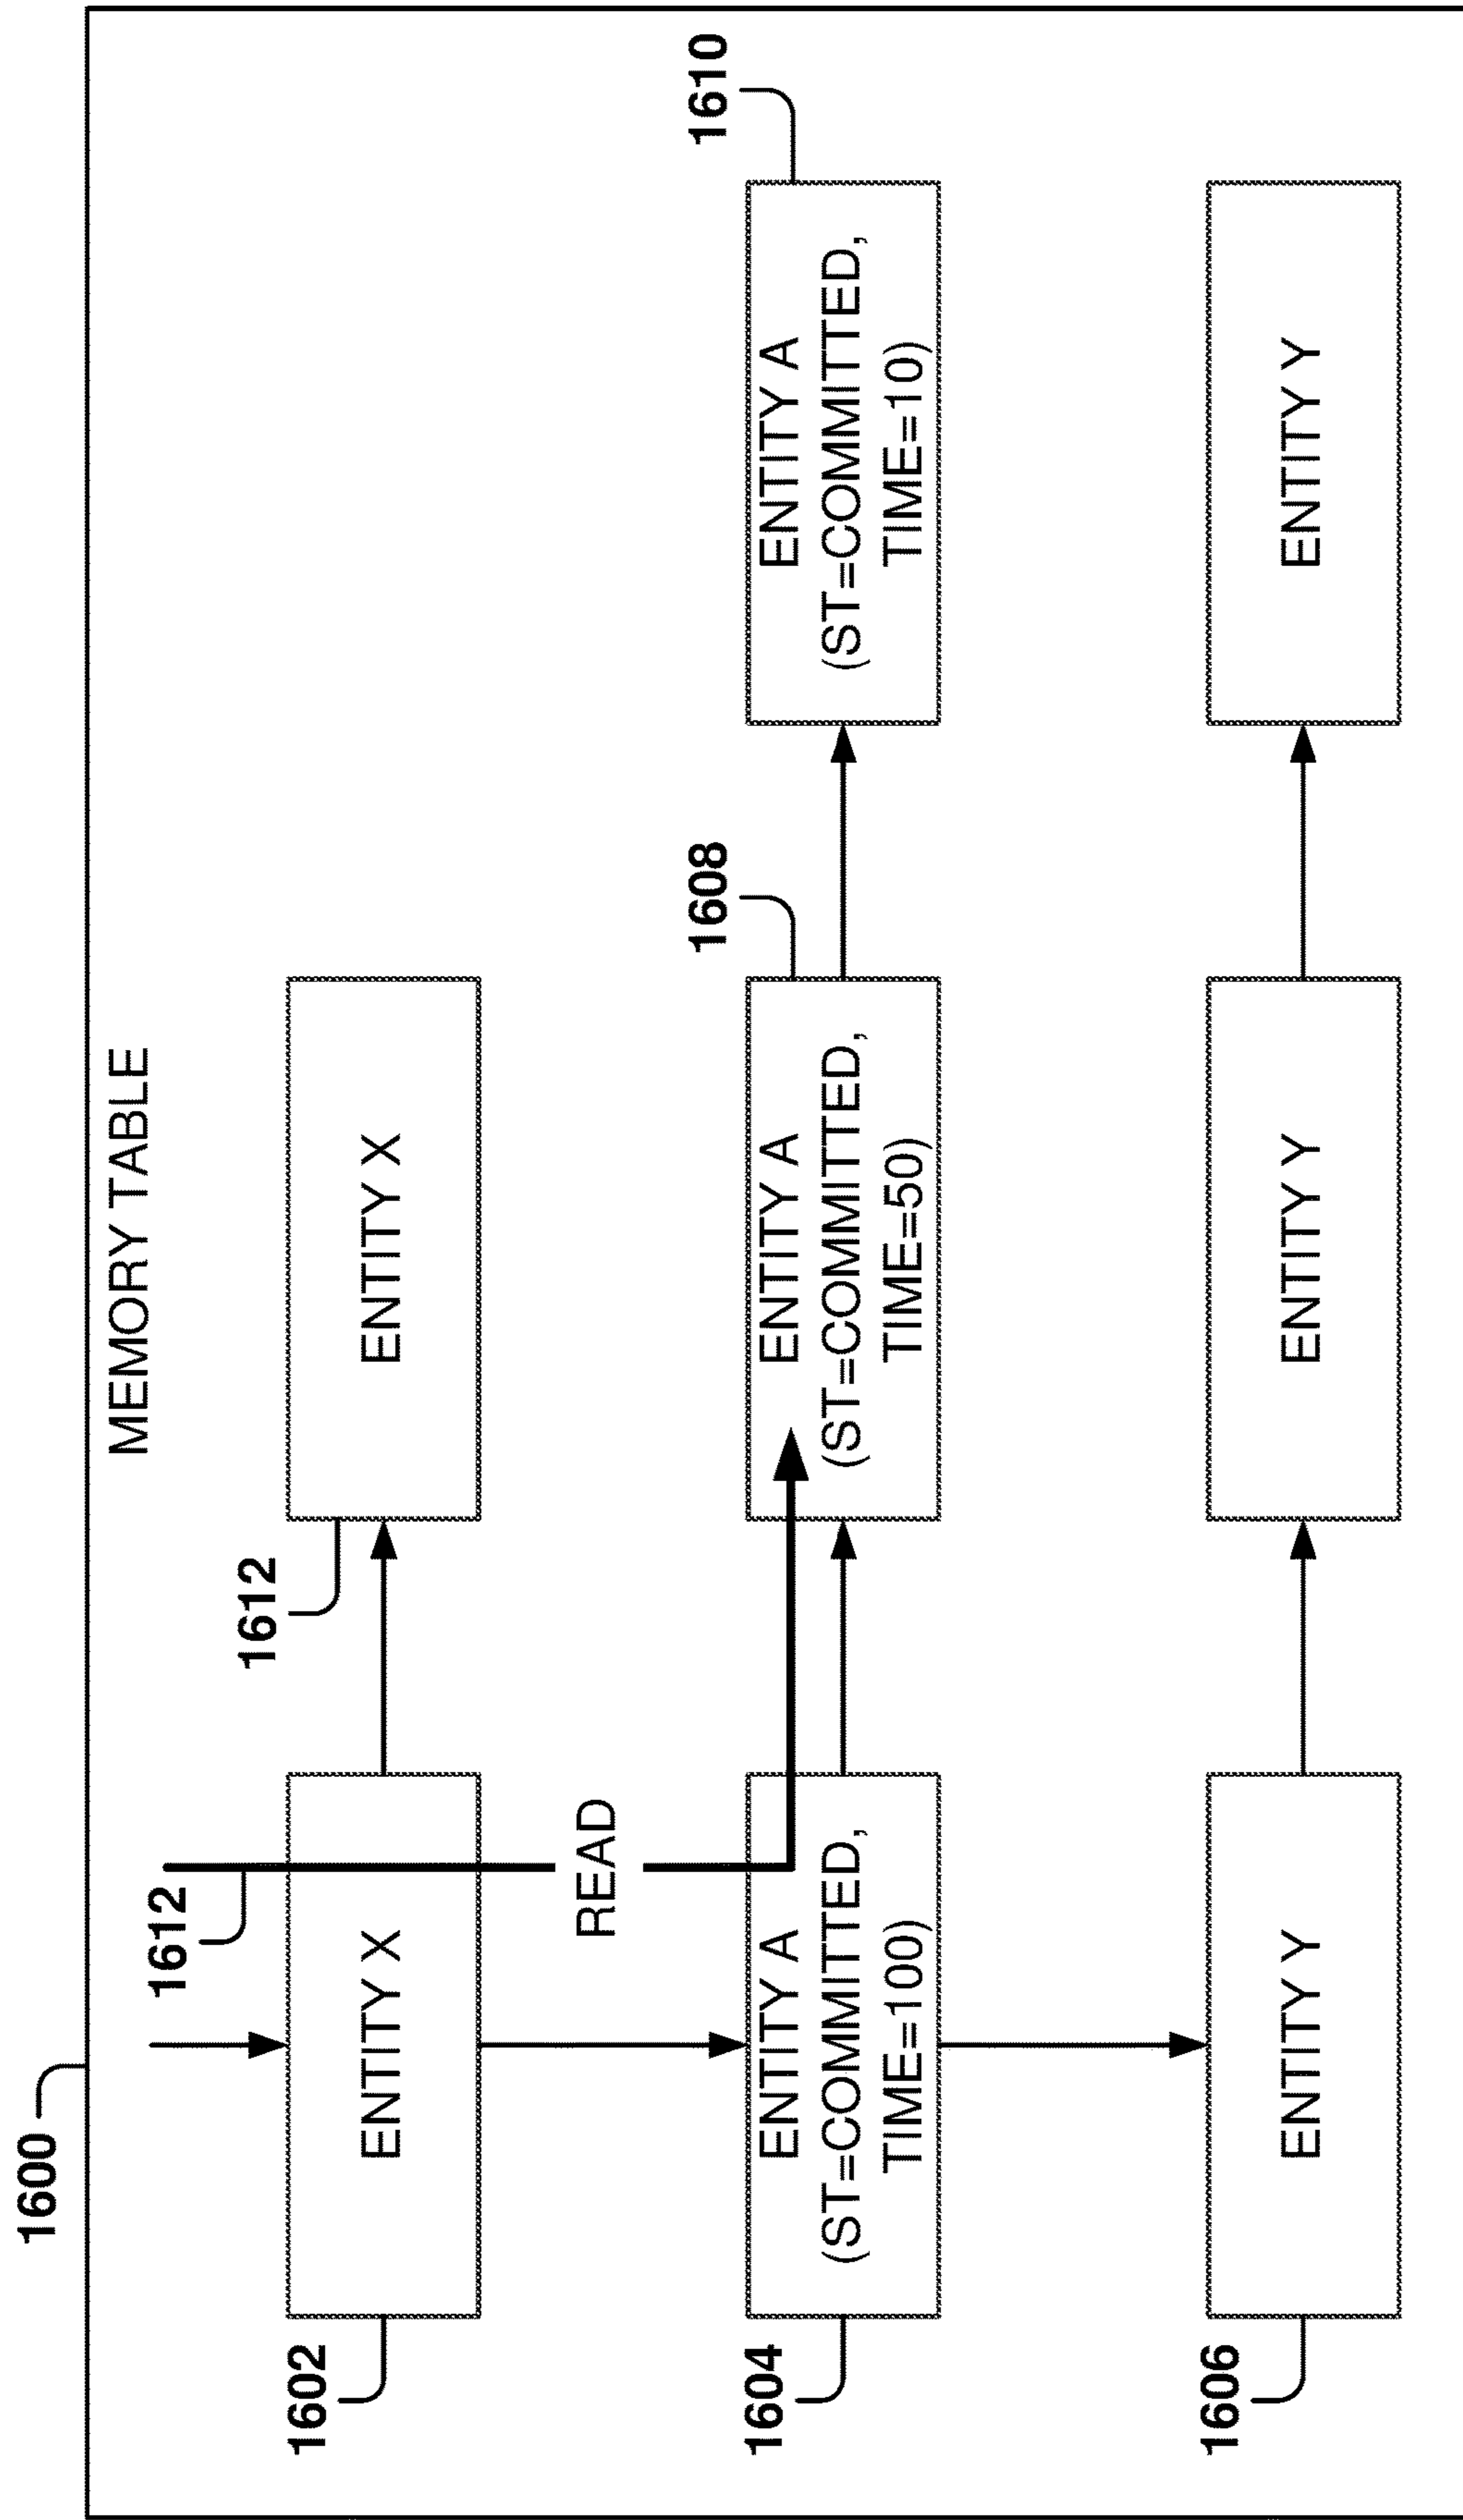 1600
MEMORY TABLE
1612
1612
1602
ENTITY X
ENTITY X
READ
1608
1610
1604
ENTITY A
(ST=COMMITTED,
TIME=100)
ENTITY A
(ST=COMMITTED,
TIME=50)
ENTITY A
(ST=COMMITTED,
TIME=10)
1606
ENTITY Y
ENTITY Y
ENTITY Y